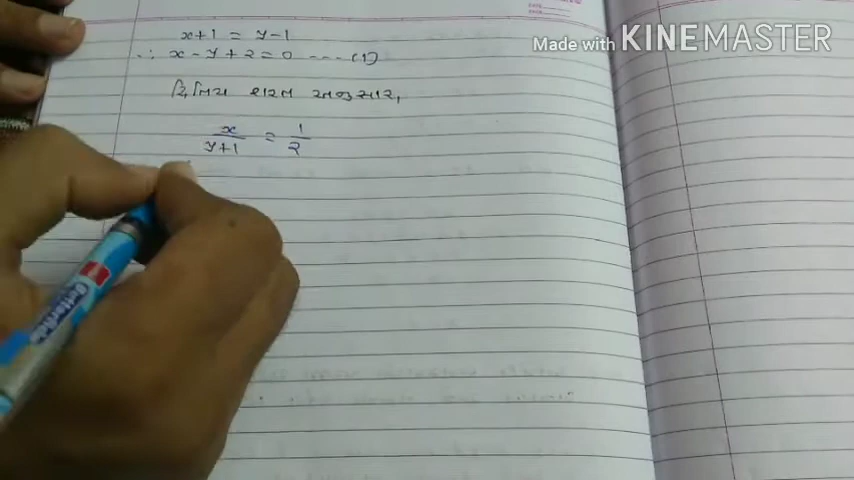 Made with KINEMASTER
x+1 = y-1
∴ x - y + 2 = 0 ---- (1)
દ્વિતિય શરત અનુસાર,
x/y+1 = 1/2